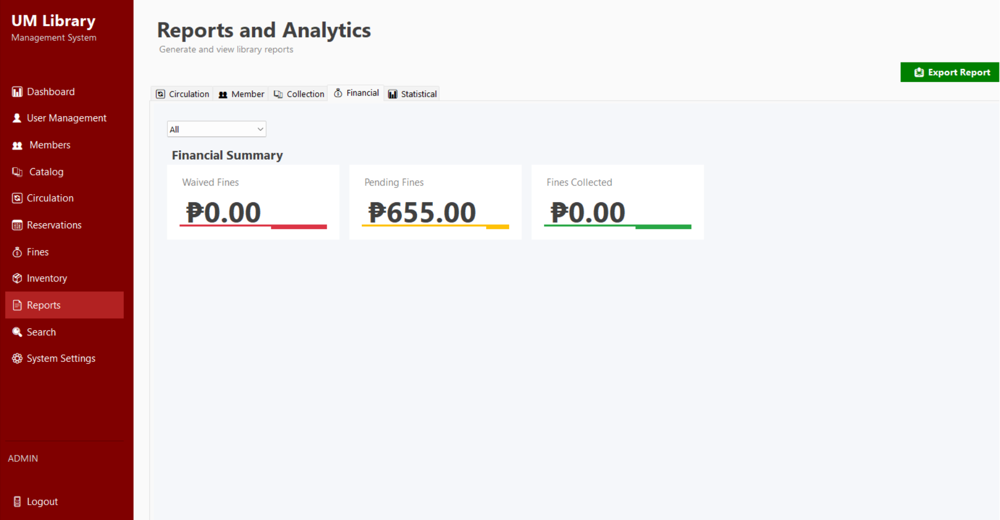 UM Library
Management System
Dashboard
User Management
Members
Catalog
Circulation
Reservations
Fines
Inventory
Reports
Search
System Settings
ADMIN
Logout
Reports and Analytics
Generate and view library reports
Export Report
Circulation Member Collection Financial Statistical
All
Financial Summary
Waived Fines
₱0.00
Pending Fines
₱655.00
Fines Collected
₱0.00